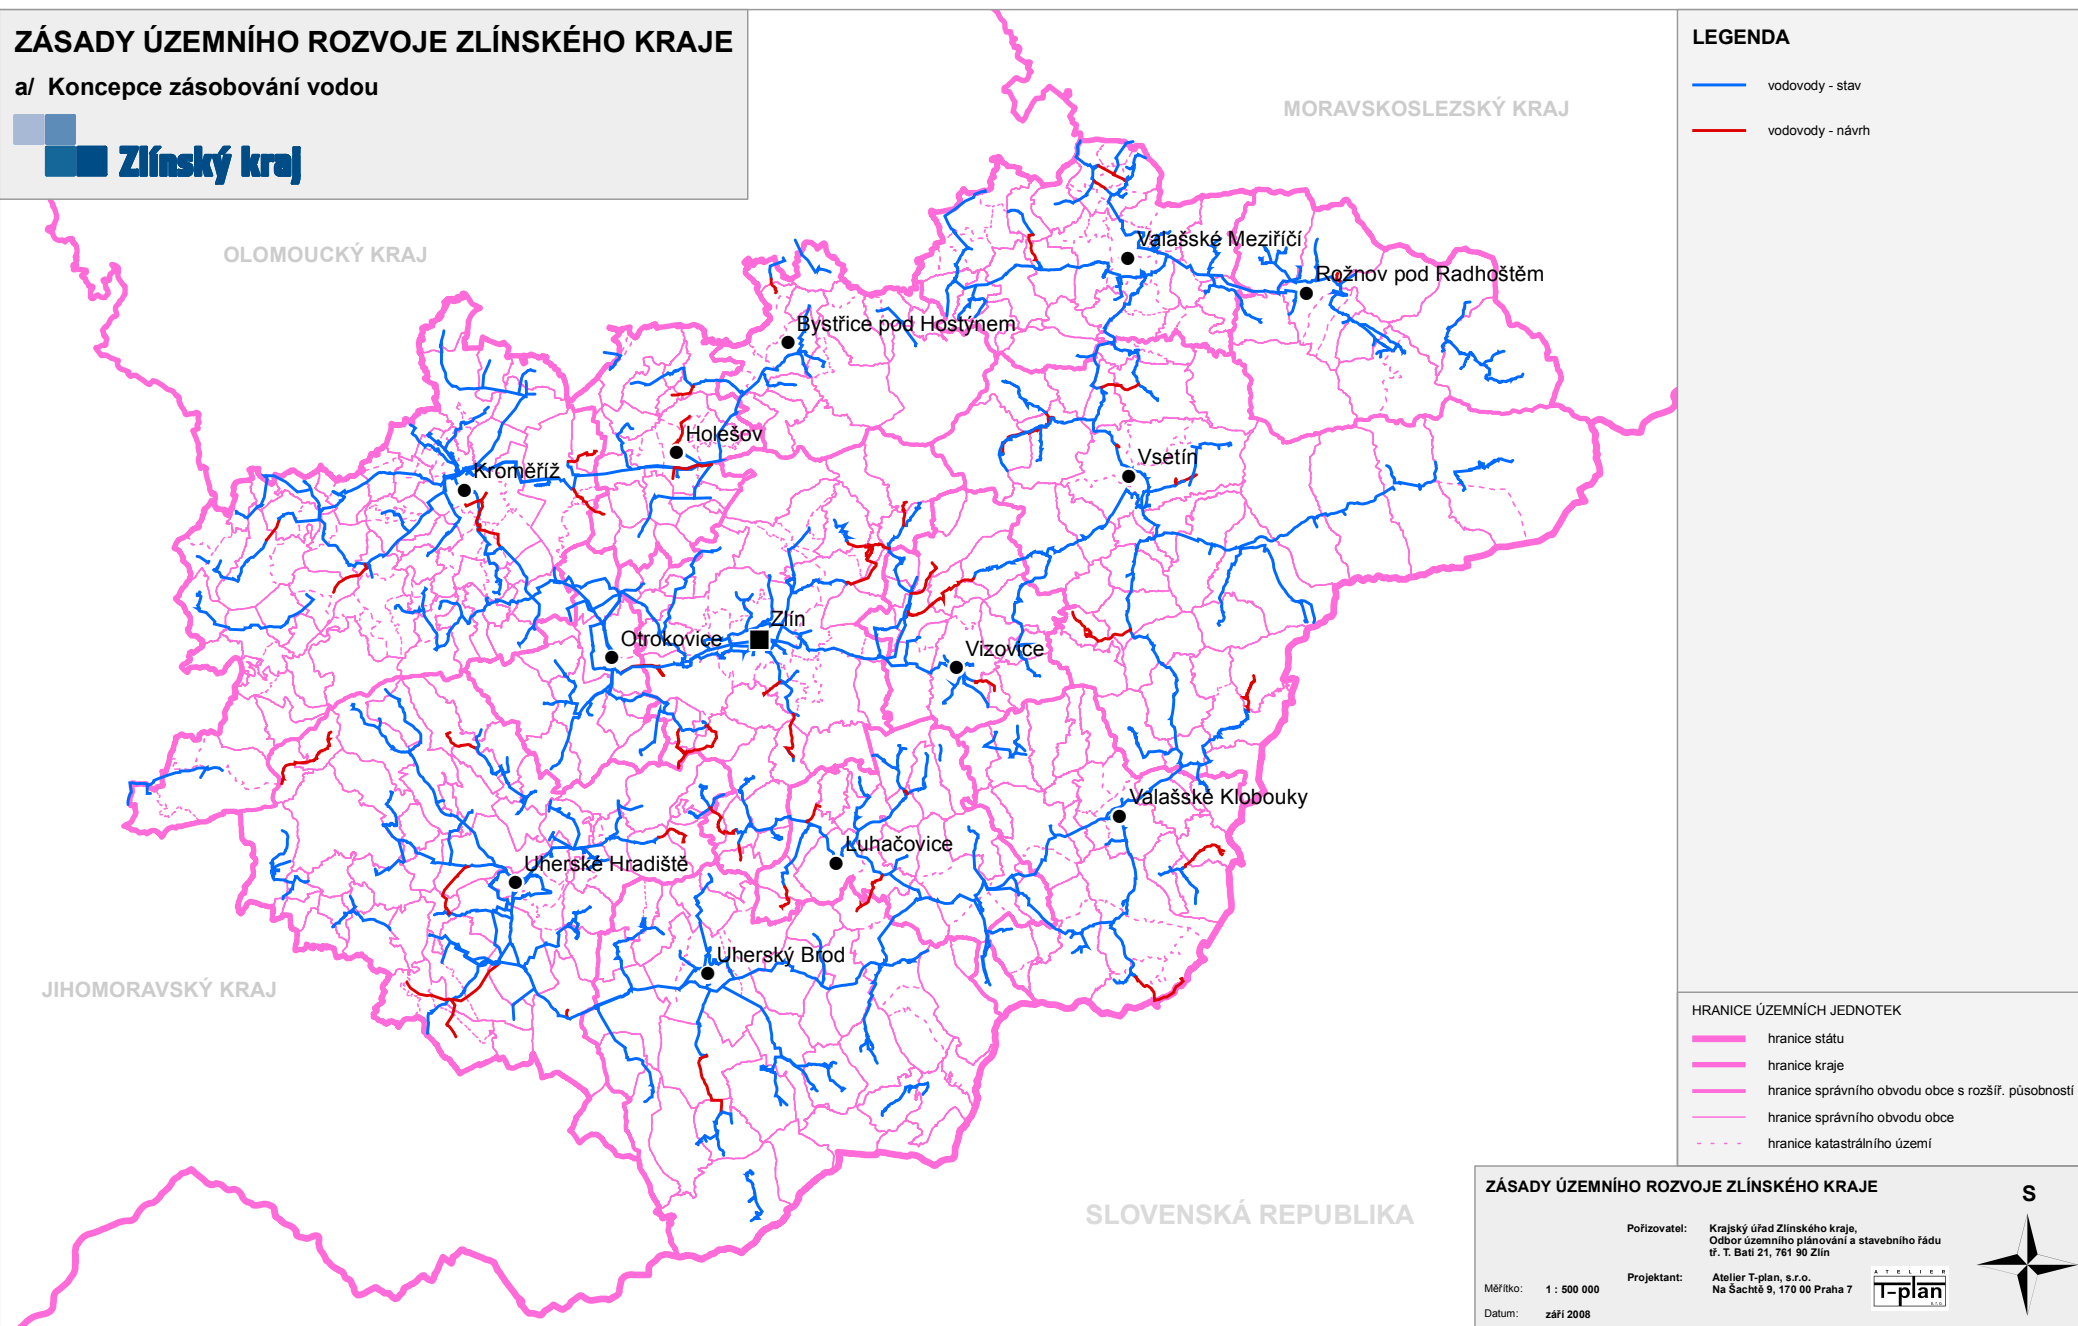 ZÁSADY ÚZEMNÍHO ROZVOJE ZLÍNSKÉHO KRAJE
a/ Koncepce zásobování vodou
Zlínský kraj
LEGENDA
vodovody - stav
vodovody - návrh
MORAVSKOSLEZSKÝ KRAJ
OLOMOUCKÝ KRAJ
Valašské Meziříčí
Rožnov pod Radhoštěm
Bystřice pod Hostýnem
Holešov
Kroměříž
Vsetín
Zlín
Otrokovice
Vizovice
Valašské Klobouky
Luhačovice
Uherské Hradiště
Uherský Brod
JIHOMORAVSKÝ KRAJ
SLOVENSKÁ REPUBLIKA
HRANICE ÚZEMNÍCH JEDNOTEK
hranice státu
hranice kraje
hranice správního obvodu obce s rozšíř. působností
hranice správního obvodu obce
hranice katastrálního území
ZÁSADY ÚZEMNÍHO ROZVOJE ZLÍNSKÉHO KRAJE
S
Pořizovatel: Krajský úřad Zlínského kraje,
Odbor územního plánování a stavebního řádu
tř. T. Bati 21, 761 90 Zlín
Projektant: Atelier T-plan, s.r.o.
Na Šachtě 9, 170 00 Praha 7
Měřítko: 1 : 500 000
Datum: září 2008
ATELIER
T-plan
s.r.o.